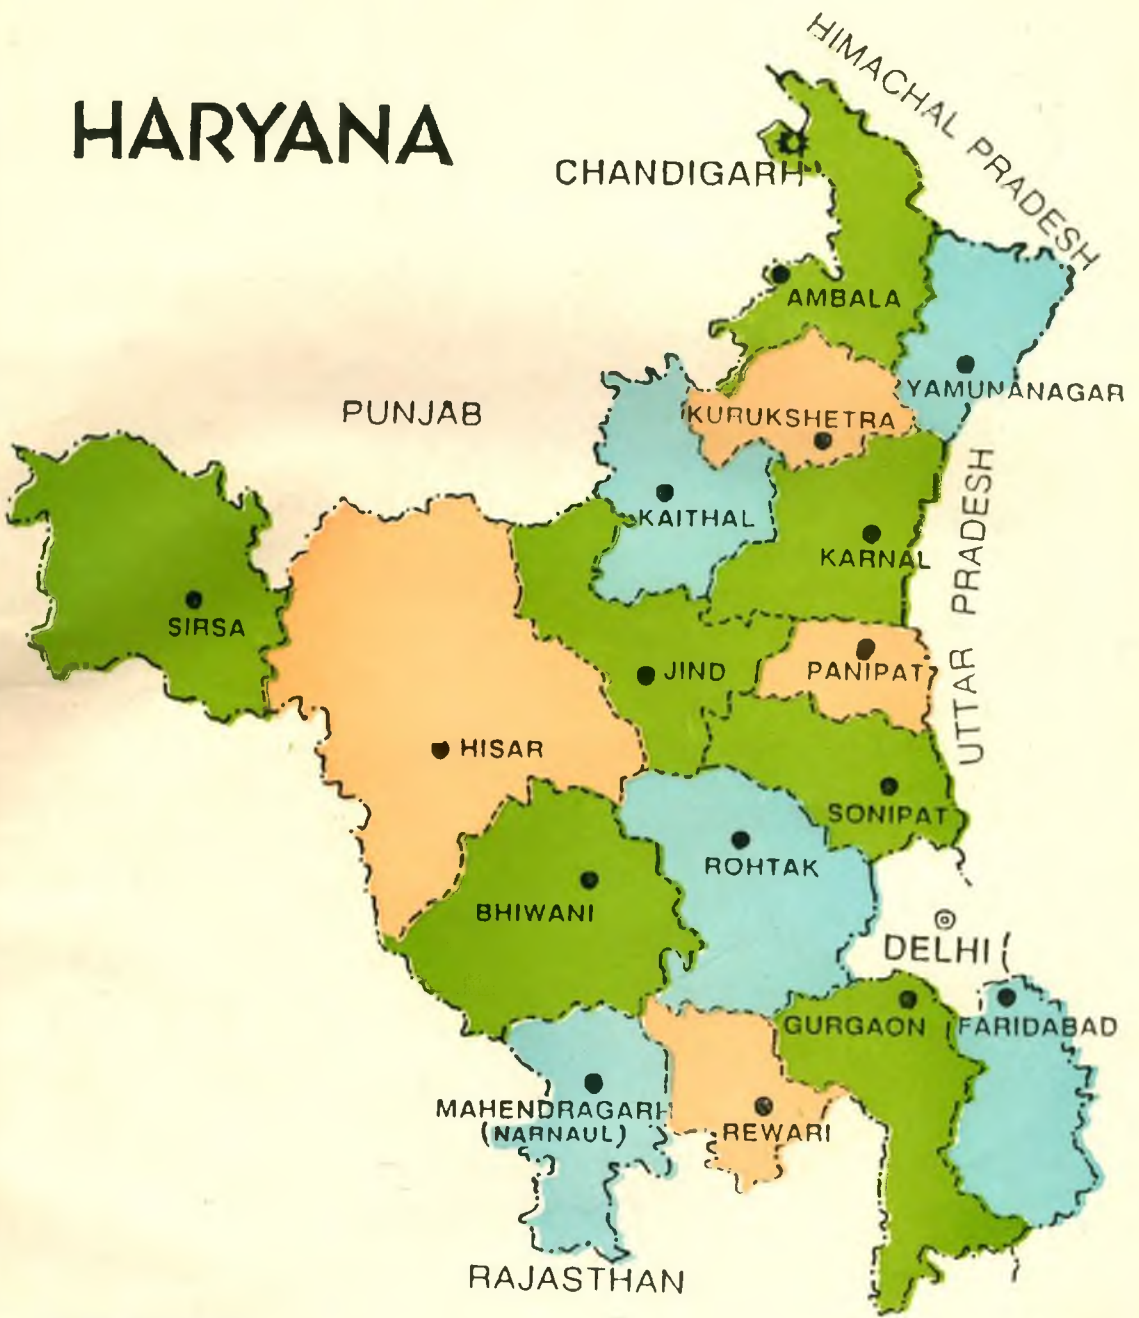 HARYANA
HIMACHAL PRADESH
CHANDIGARH
AMBALA
YAMUNANAGAR
PUNJAB
KURUKSHETRA
KAITHAL
KARNAL
UTTAR PRADESH
SIRSA
JIND
PANIPAT
HISAR
SONIPAT
ROHTAK
BHIWANI
DELHI
GURGAON
FARIDABAD
MAHENDRAGARH
(NARNAUL)
REWARI
RAJASTHAN